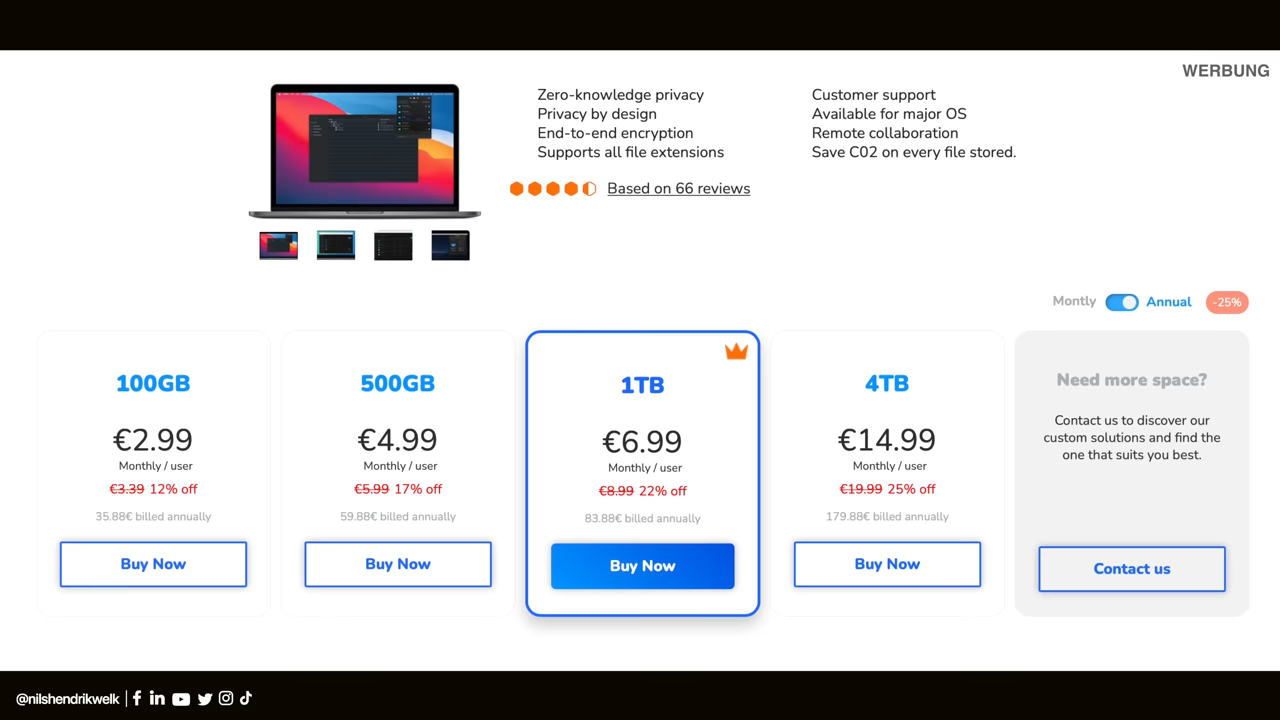 WERBUNG
Zero-knowledge privacy
Privacy by design
End-to-end encryption
Supports all file extensions
Customer support
Available for major OS
Remote collaboration
Save C02 on every file stored.
Based on 66 reviews
Montly Annual -25%
100GB
€2.99
Monthly / user
€3.39 12% off
35.88€ billed annually
Buy Now
500GB
€4.99
Monthly / user
€5.99 17% off
59.88€ billed annually
Buy Now
1TB
€6.99
Monthly / user
€8.99 22% off
83.88€ billed annually
Buy Now
4TB
€14.99
Monthly / user
€19.99 25% off
179.88€ billed annually
Buy Now
Need more space?
Contact us to discover our
custom solutions and find the
one that suits you best.
Contact us
@nilshendrikwelk